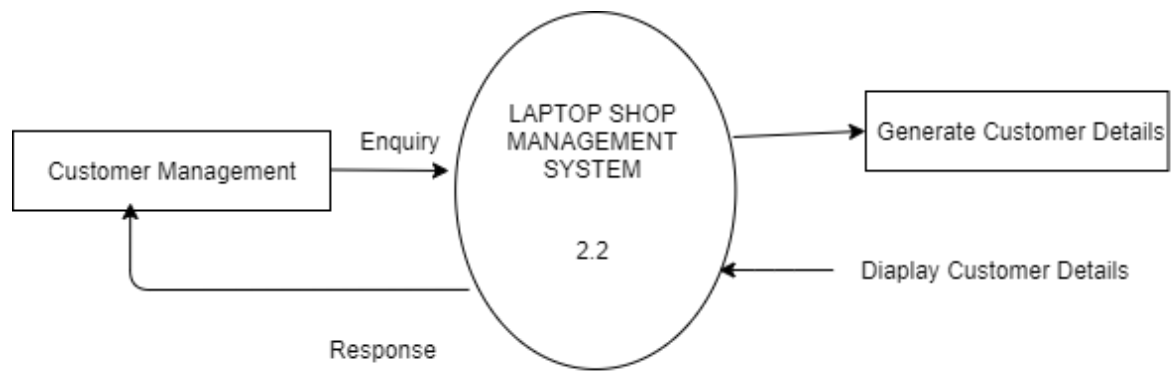 LAPTOP SHOP
MANAGEMENT
SYSTEM
2.2
Enquiry
Customer Management
Response
Generate Customer Details
Diaplay Customer Details